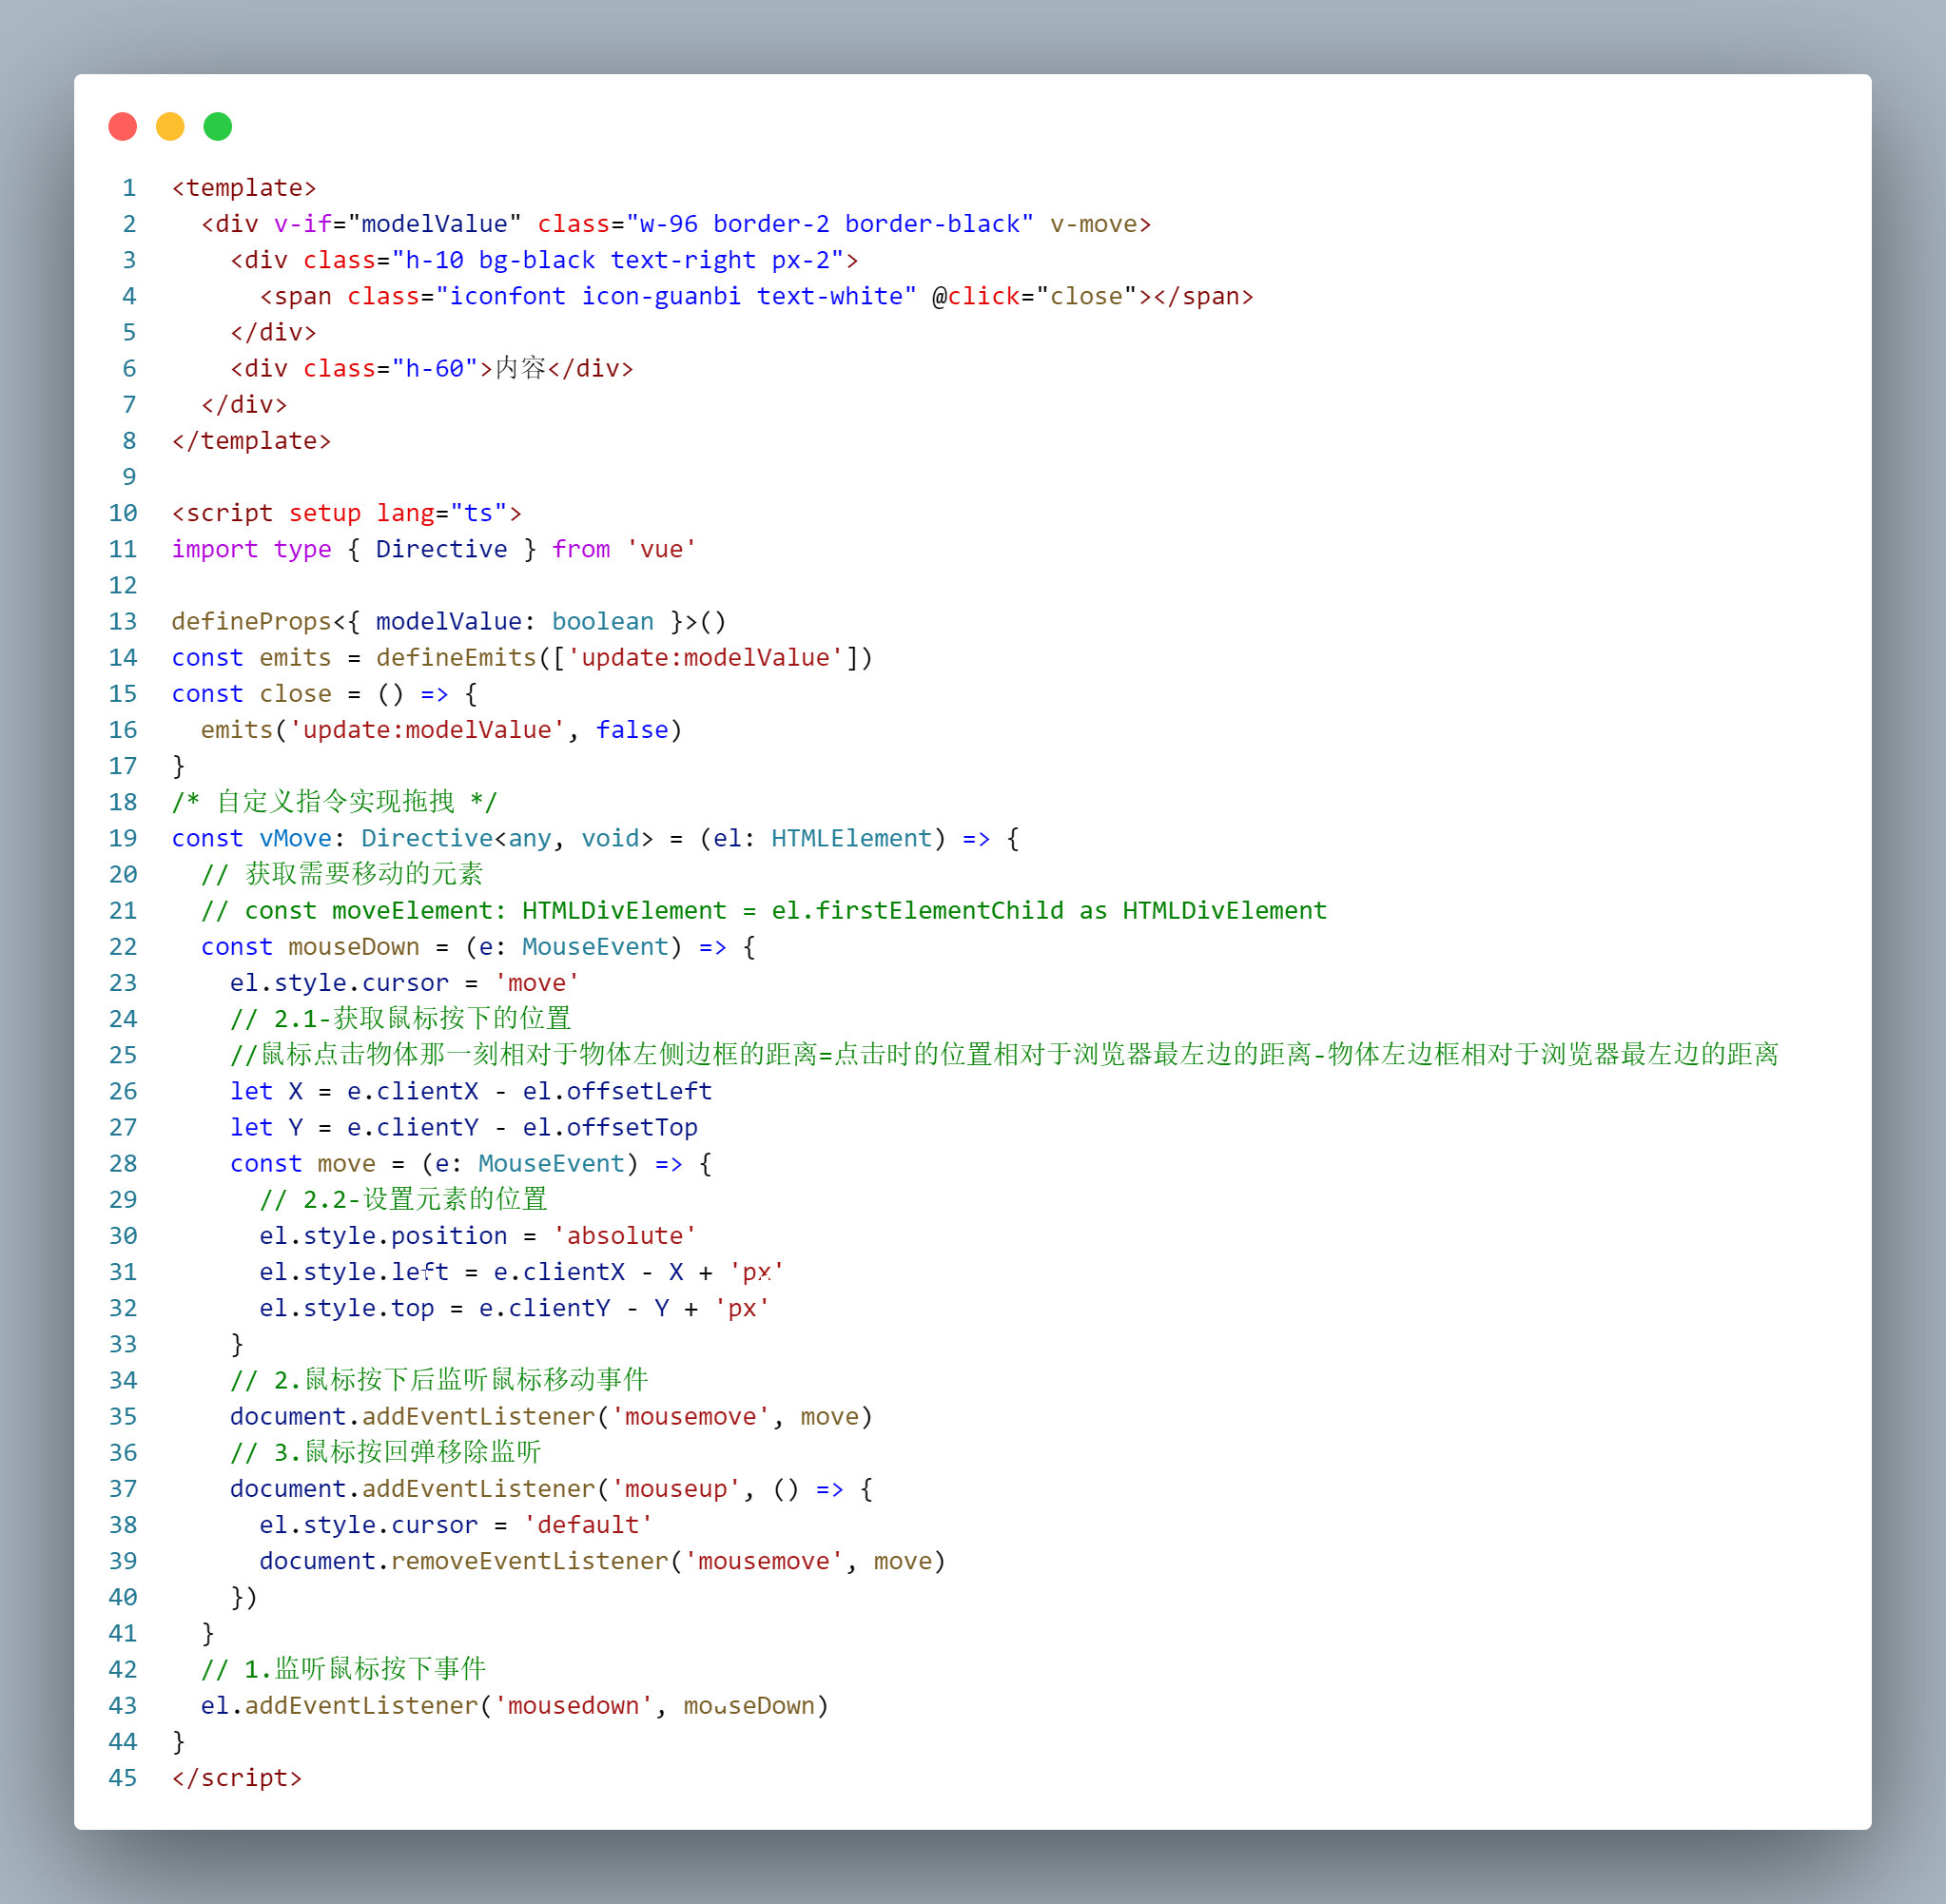 1 <template>
2   <div v-if="modelValue" class="w-96 border-2 border-black" v-move>
3     <div class="h-10 bg-black text-right px-2">
4       <span class="iconfont icon-guanbi text-white" @click="close"></span>
5     </div>
6     <div class="h-60">内容</div>
7   </div>
8 </template>
9
10 <script setup lang="ts">
11 import type { Directive } from 'vue'
12
13 defineProps<{ modelValue: boolean }>()
14 const emits = defineEmits(['update:modelValue'])
15 const close = () => {
16   emits('update:modelValue', false)
17 }
18 /* 自定义指令实现拖拽 */
19 const vMove: Directive<any, void> = (el: HTMLElement) => {
20   // 获取需要移动的元素
21   // const moveElement: HTMLDivElement = el.firstElementChild as HTMLDivElement
22   const mouseDown = (e: MouseEvent) => {
23     el.style.cursor = 'move'
24     // 2.1-获取鼠标按下的位置
25     //鼠标点击物体那一刻相对于物体左侧边框的距离=点击时的位置相对于浏览器最左边的距离-物体左边框相对于浏览器最左边的距离
26     let X = e.clientX - el.offsetLeft
27     let Y = e.clientY - el.offsetTop
28     const move = (e: MouseEvent) => {
29       // 2.2-设置元素的位置
30       el.style.position = 'absolute'
31       el.style.left = e.clientX - X + 'px'
32       el.style.top = e.clientY - Y + 'px'
33     }
34     // 2.鼠标按下后监听鼠标移动事件
35     document.addEventListener('mousemove', move)
36     // 3.鼠标按回弹移除监听
37     document.addEventListener('mouseup', () => {
38       el.style.cursor = 'default'
39       document.removeEventListener('mousemove', move)
40     })
41   }
42   // 1.监听鼠标按下事件
43   el.addEventListener('mousedown', mouseDown)
44 }
45 </script>